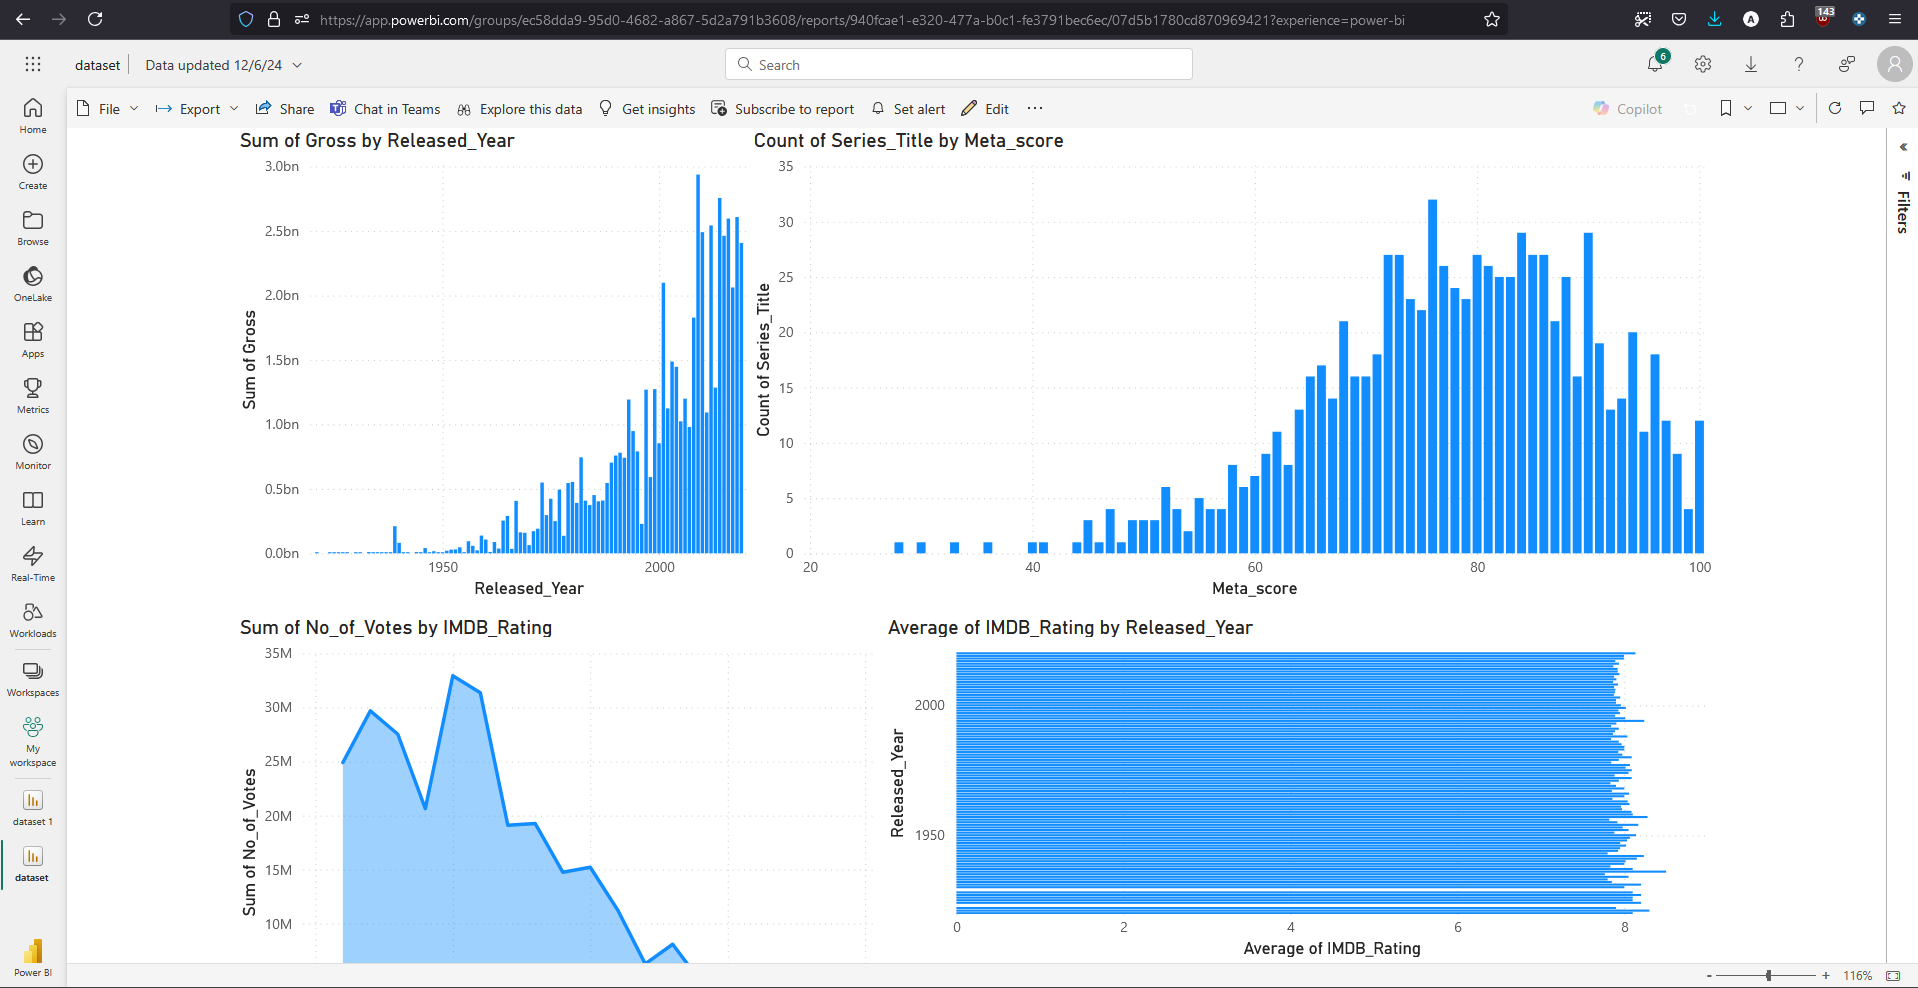 https://app.powerbi.com/groups/ec58dda9-95d0-4682-a867-5d2a791b3608/reports/940fcae1-e320-477a-b0c1-fe3791bec6ec/07d5b1780cd870969421?experience=power-bi
143
dataset
Data updated 12/6/24
Search
6
File
Export
Share
Chat in Teams
Explore this data
Get insights
Subscribe to report
Set alert
Edit
Copilot
Home
Create
Browse
OneLake
Apps
Metrics
Monitor
Learn
Real-Time
Workloads
Workspaces
My workspace
dataset 1
dataset
Power BI
Sum of Gross by Released_Year
3.0bn
2.5bn
2.0bn
1.5bn
1.0bn
0.5bn
0.0bn
Sum of Gross
1950
2000
Released_Year
Count of Series_Title by Meta_score
35
30
25
20
15
10
5
0
Count of Series_Title
20
40
60
80
100
Meta_score
Sum of No_of_Votes by IMDB_Rating
35M
30M
25M
20M
15M
10M
Sum of No_of_Votes
Average of IMDB_Rating by Released_Year
2000
1950
Released_Year
0
2
4
6
8
Average of IMDB_Rating
Filters
- + 116%